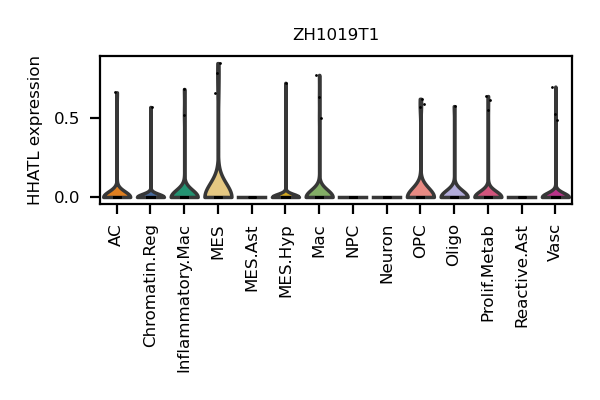 ZH1019T1
HHATL expression
0.5
0.0
AC
Chromatin.Reg
Inflammatory.Mac
MES
MES.Ast
MES.Hyp
Mac
NPC
Neuron
OPC
Oligo
Prolif.Metab
Reactive.Ast
Vasc